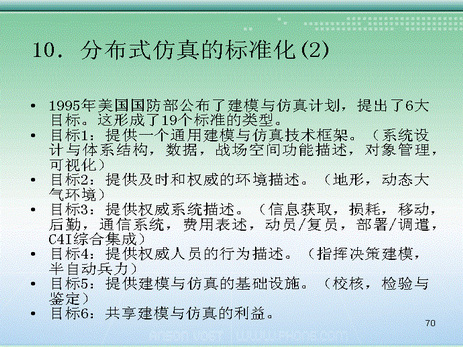 10. 分布式仿真的标准化(2)
• 1995年美国国防部公布了建模与仿真计划，提出了6大
目标。这形成了19个标准的类型。
• 目标1：提供一个通用建模与仿真技术框架。（系统设
计与体系结构，数据，战场空间功能描述，对象管理，
可视化）
• 目标2：提供及时和权威的环境描述。（地形，动态大
气环境）
• 目标3：提供权威系统描述。（信息获取，损耗，移动，
后勤，通信系统，费用表述，动员/复员，部署/调遣，
C4I综合集成）
• 目标4：提供权威人员的行为描述。（指挥决策建模，
半自动兵力）
• 目标5：提供建模与仿真的基础设施。（校核，检验与
鉴定）
• 目标6：共享建模与仿真的利益。
70